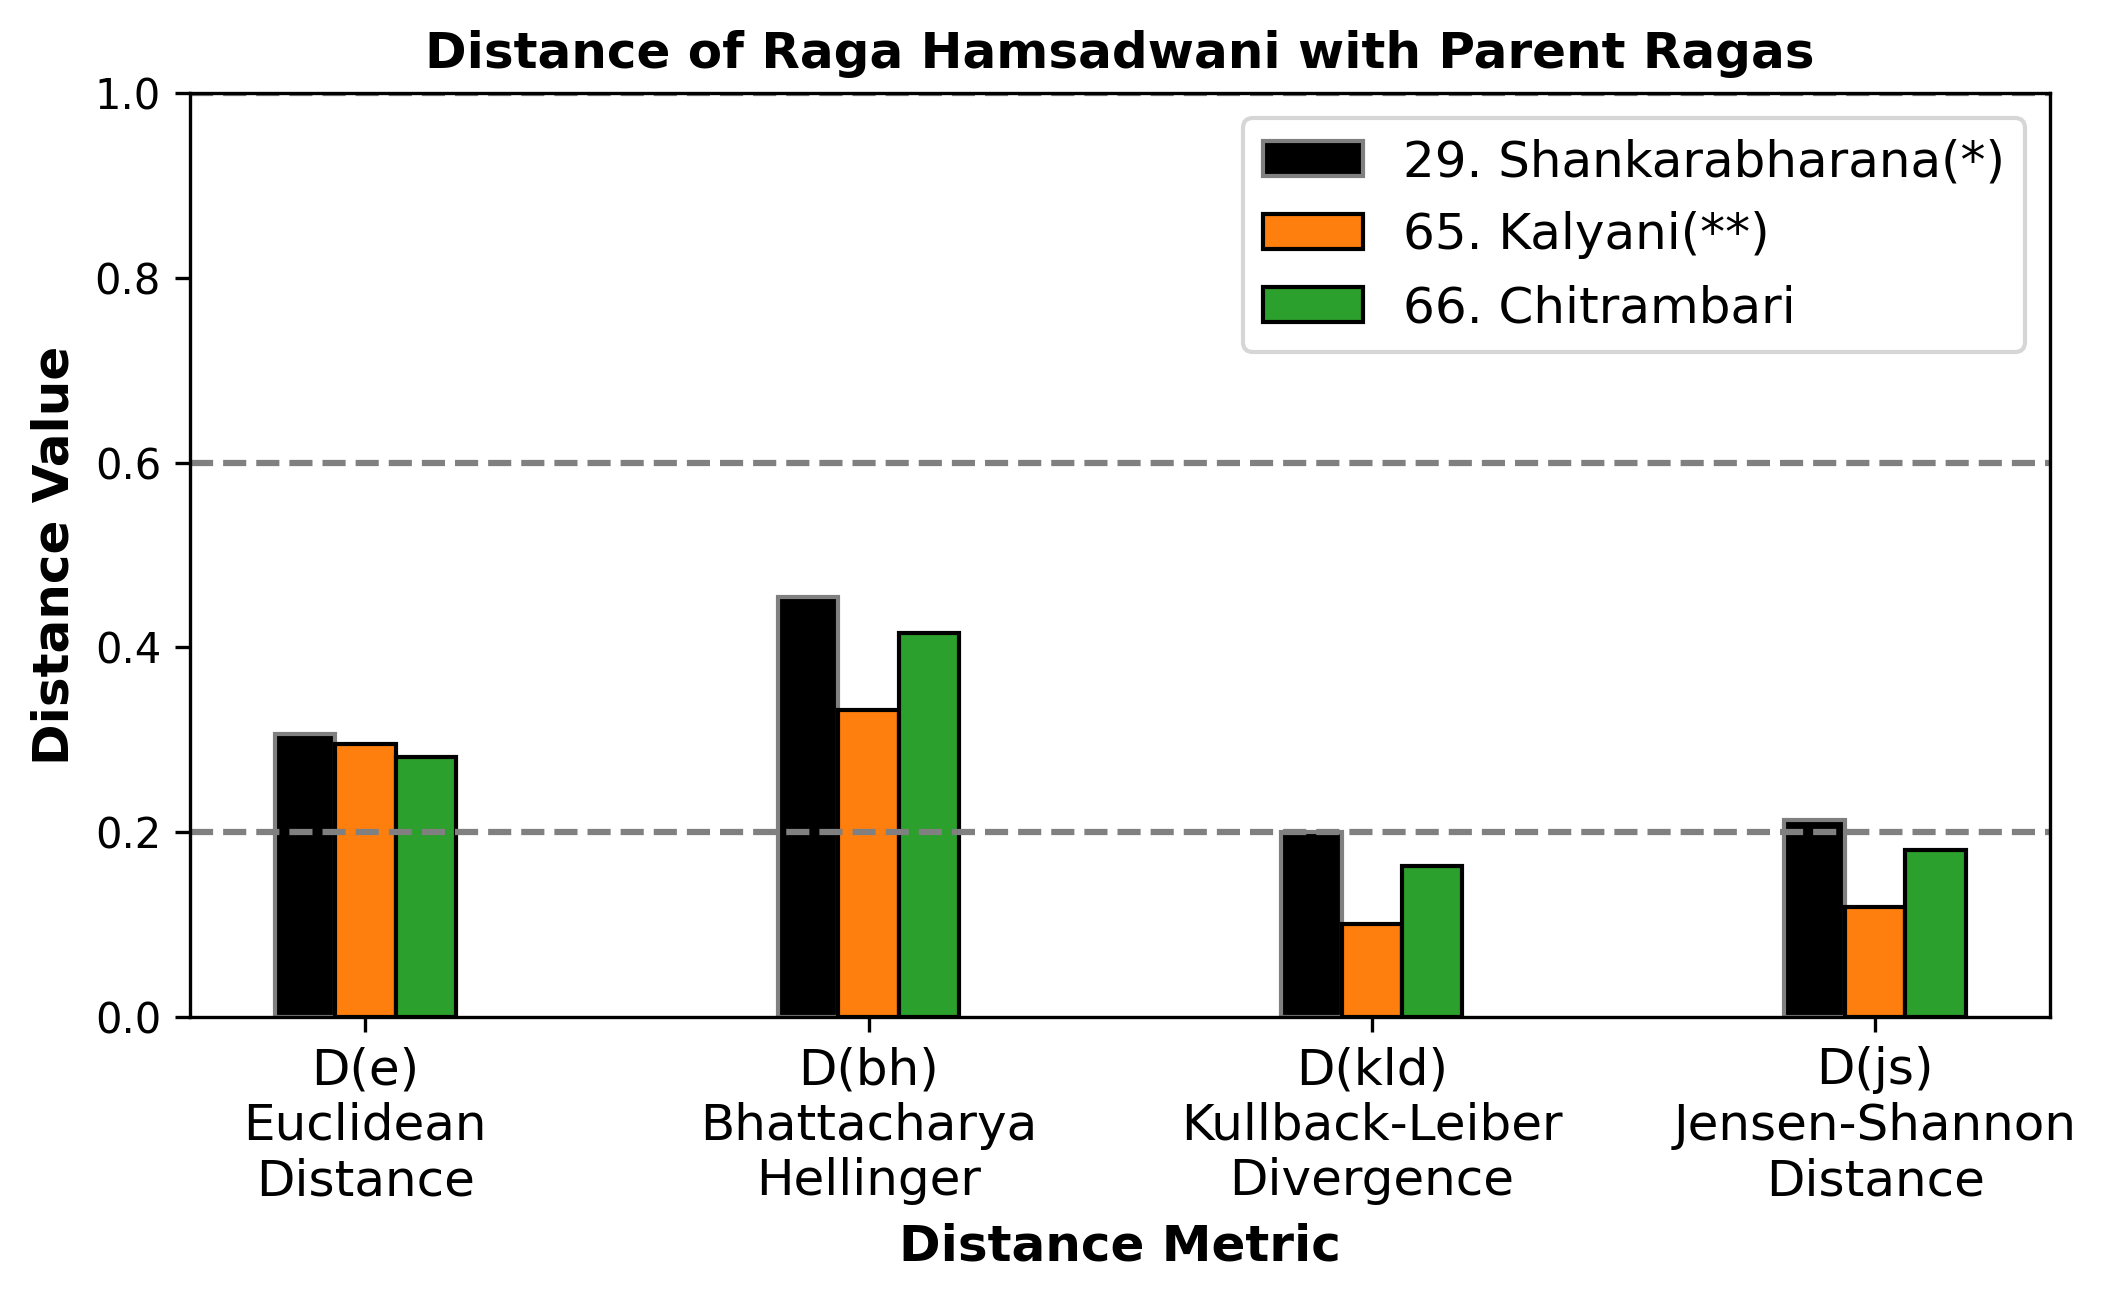 Distance of Raga Hamsadwani with Parent Ragas
1.0
0.8
0.6
0.4
0.2
0.0
Distance Value
29. Shankarabharana(*)
65. Kalyani(**)
66. Chitrambari
D(e)
Euclidean
Distance
D(bh)
Bhattacharya
Hellinger
D(kld)
Kullback-Leiber
Divergence
D(js)
Jensen-Shannon
Distance
Distance Metric